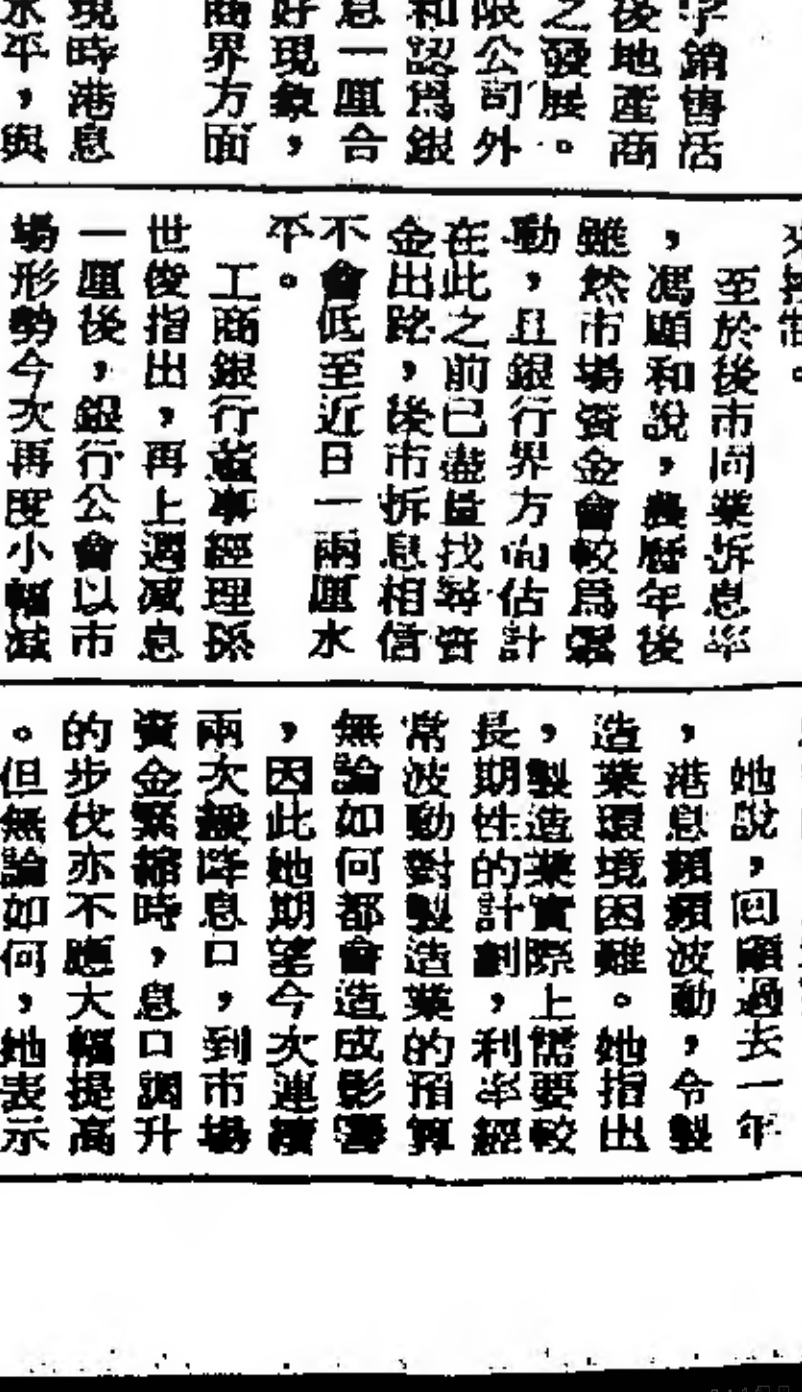 字銷售活
後地產商
之發展。
限公司外
和認爲銀
息一厘合
好現象，
商界方面
現時港息
水平，與
來控制。
至於後市同業拆息率
，馮顯和說，農曆年後
雖然市場資金會較爲鬆
動，且銀行界方向估計
在此之前已盡量找尋資
金出路，後市拆息相信
不會低至近日一兩厘水
平。
工商銀行董事經理孫
世俊指出，再上週减息
一厘後，銀行公會以市
場形勢今次再度小幅減
她說，回顧過去一年
，港息頻頻波動，令製
造業環境困難。她指出
，製造業實際上需要較
長期性的計劃，利率經
常波動對製造業的預算
無論如何都會造成影響
，因此她期望今次連續
兩次緩降息口，到市場
資金緊縮時，息口調升
的步伐亦不應大幅提高
。但無論如何，她表示